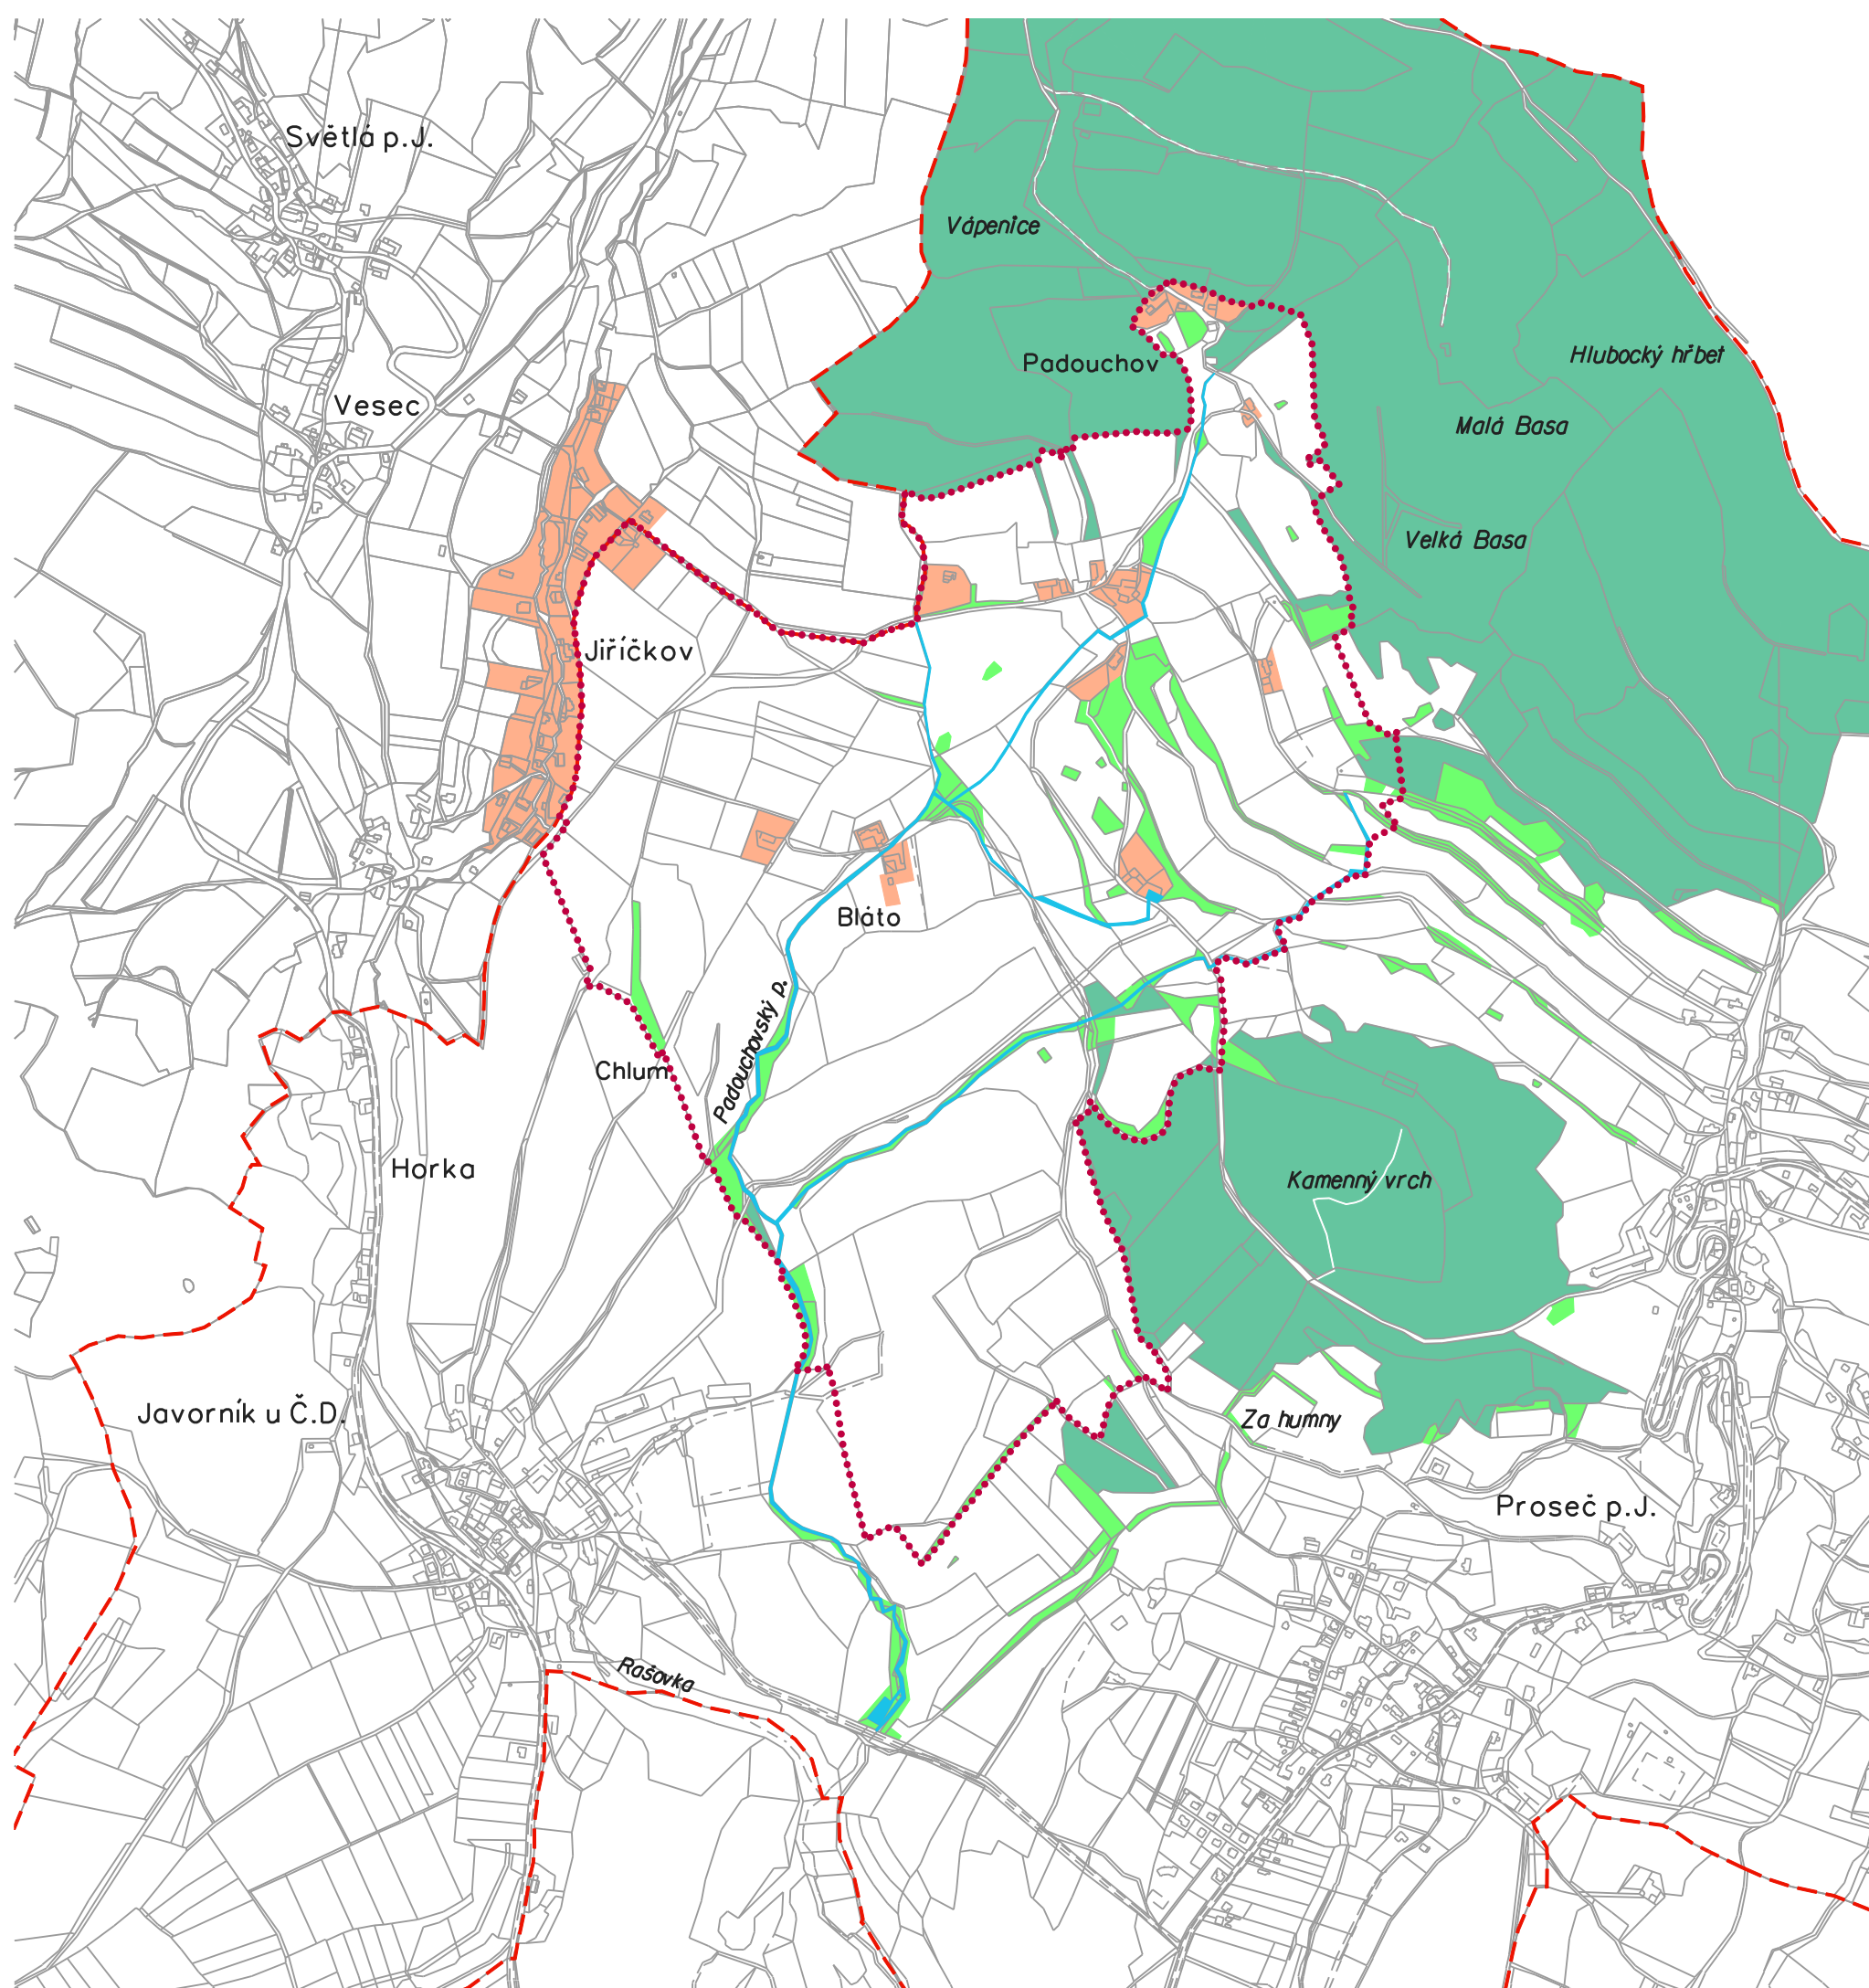 Světlá p.J.
Vápenice
Padouchov
Hlubocký hřbet
Vesec
Malá Basa
Velká Basa
Jiříčkov
Bláto
Padouchovský p.
Chlum
Horka
Kamenný vrch
Javorník u Č.D.
Za humny
Proseč p.J.
Rašovka